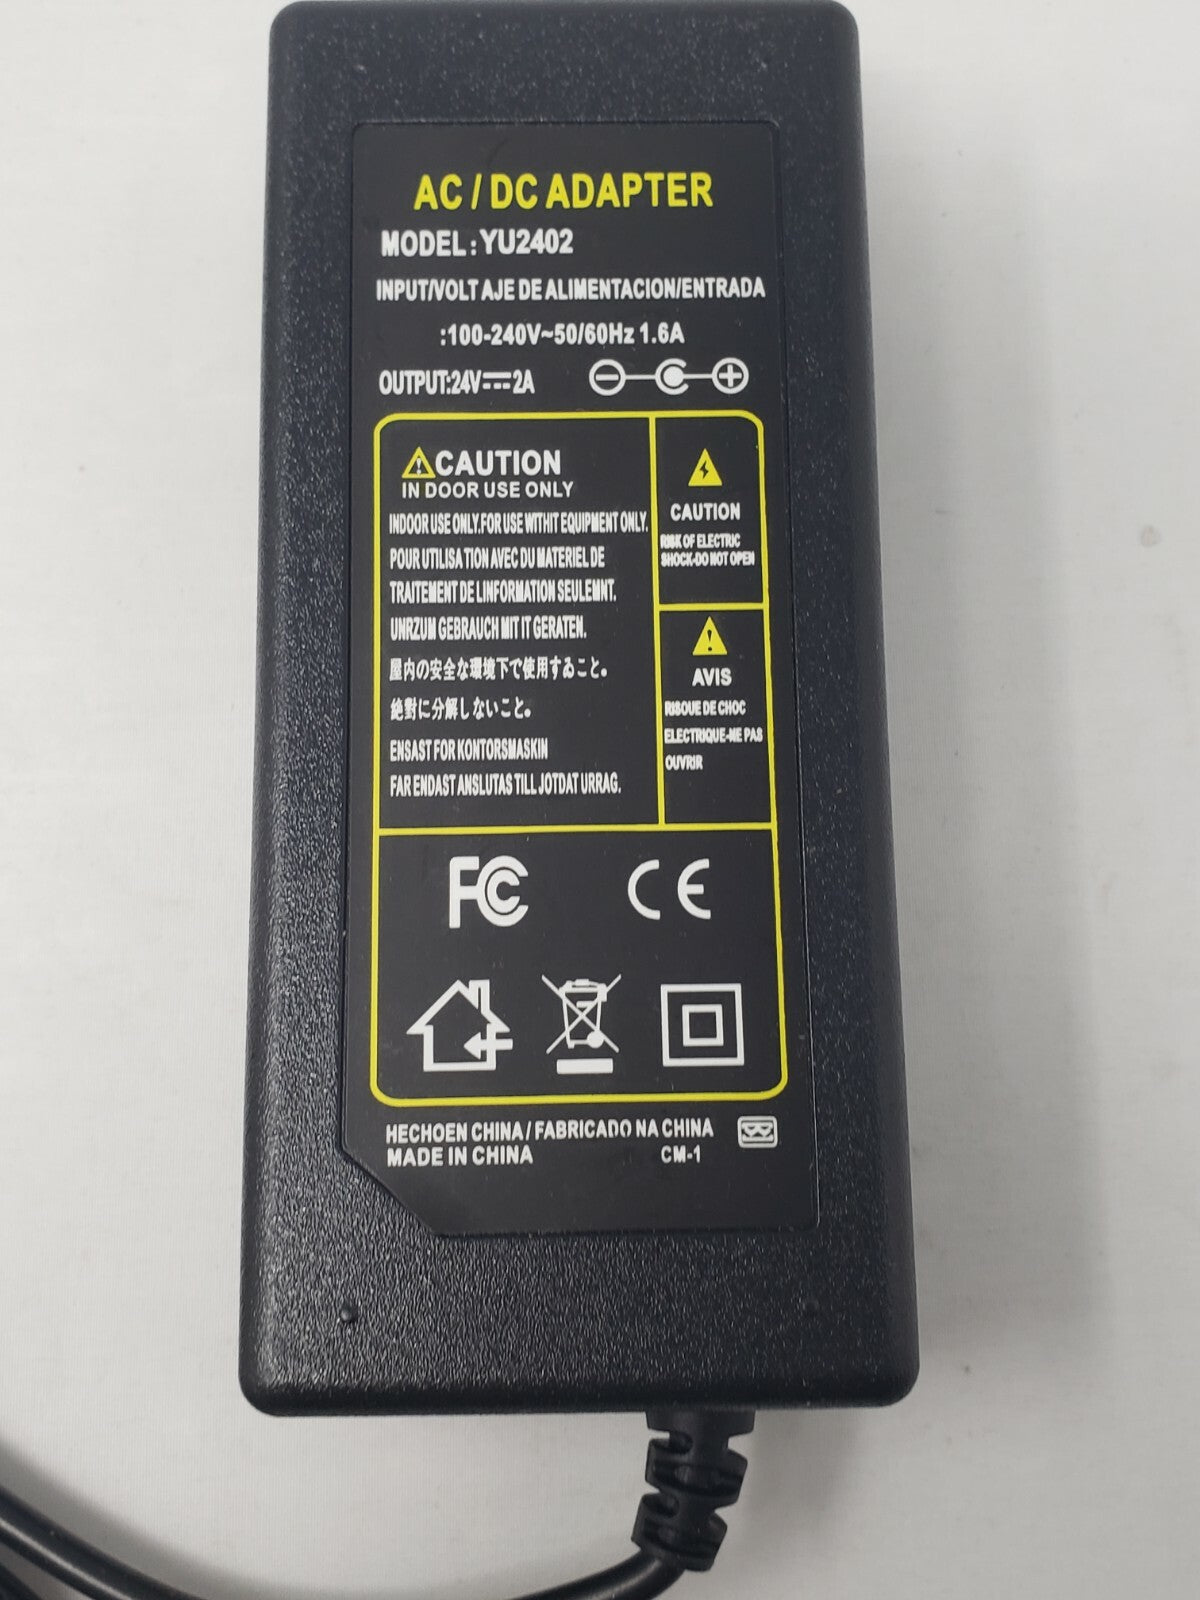 AC / DC ADAPTER
MODEL : YU2402
INPUT/VOLT AJE DE ALIMENTACION/ENTRADA
:100-240V~50/60Hz 1.6A
OUTPUT:24V⎓2A
CAUTION
IN DOOR USE ONLY
INDOOR USE ONLY.FOR USE WITHIT EQUIPMENT ONLY.
POUR UTILISA TION AVEC DU MATERIEL DE
TRAITEMENT DE LINFORMATION SEULEMNT.
UNRZUM GEBRAUCH MIT IT GERATEN.
屋内の安全な環境下で使用すること。
絶對に分解しないこと。
ENSAST FOR KONTORSMASKIN
FAR ENDAST ANSLUTAS TILL JOTDAT URRAG.
CAUTION
RISK OF ELECTRIC
SHOCK-DO NOT OPEN
AVIS
RISOUE DE CHOC
ELECTRIQUE-NE PAS
OUVRIR
FC CE
HECHOEN CHINA / FABRICADO NA CHINA
MADE IN CHINA CM-1